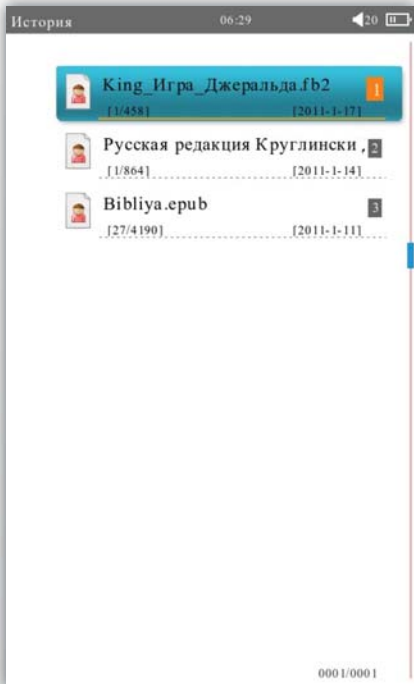 История 06:29 20
King_Игра_Джеральда.fb2 1
[1/458] [2011-1-17]
Русская редакция Круглински , 2
[1/864] [2011-1-14]
Bibliya.epub 3
[27/4190] [2011-1-11]
0001/0001